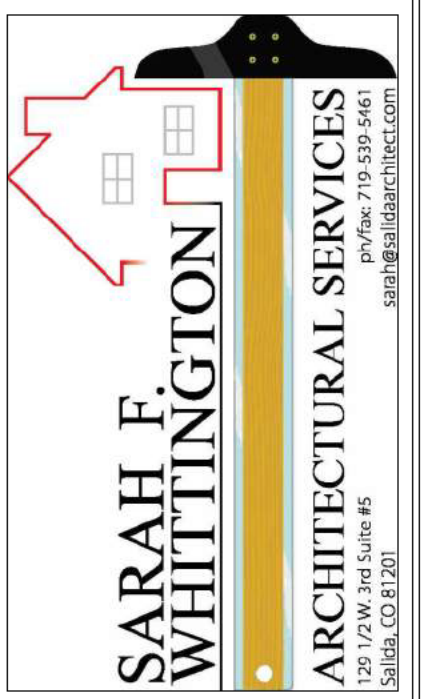 SARAH F.
WHITTINGTON
ARCHITECTURAL SERVICES
129 1/2 W. 3rd Suite #5
ph/fax: 719-539-5461
Salida, CO 81201
sarah@salidaarchitect.com